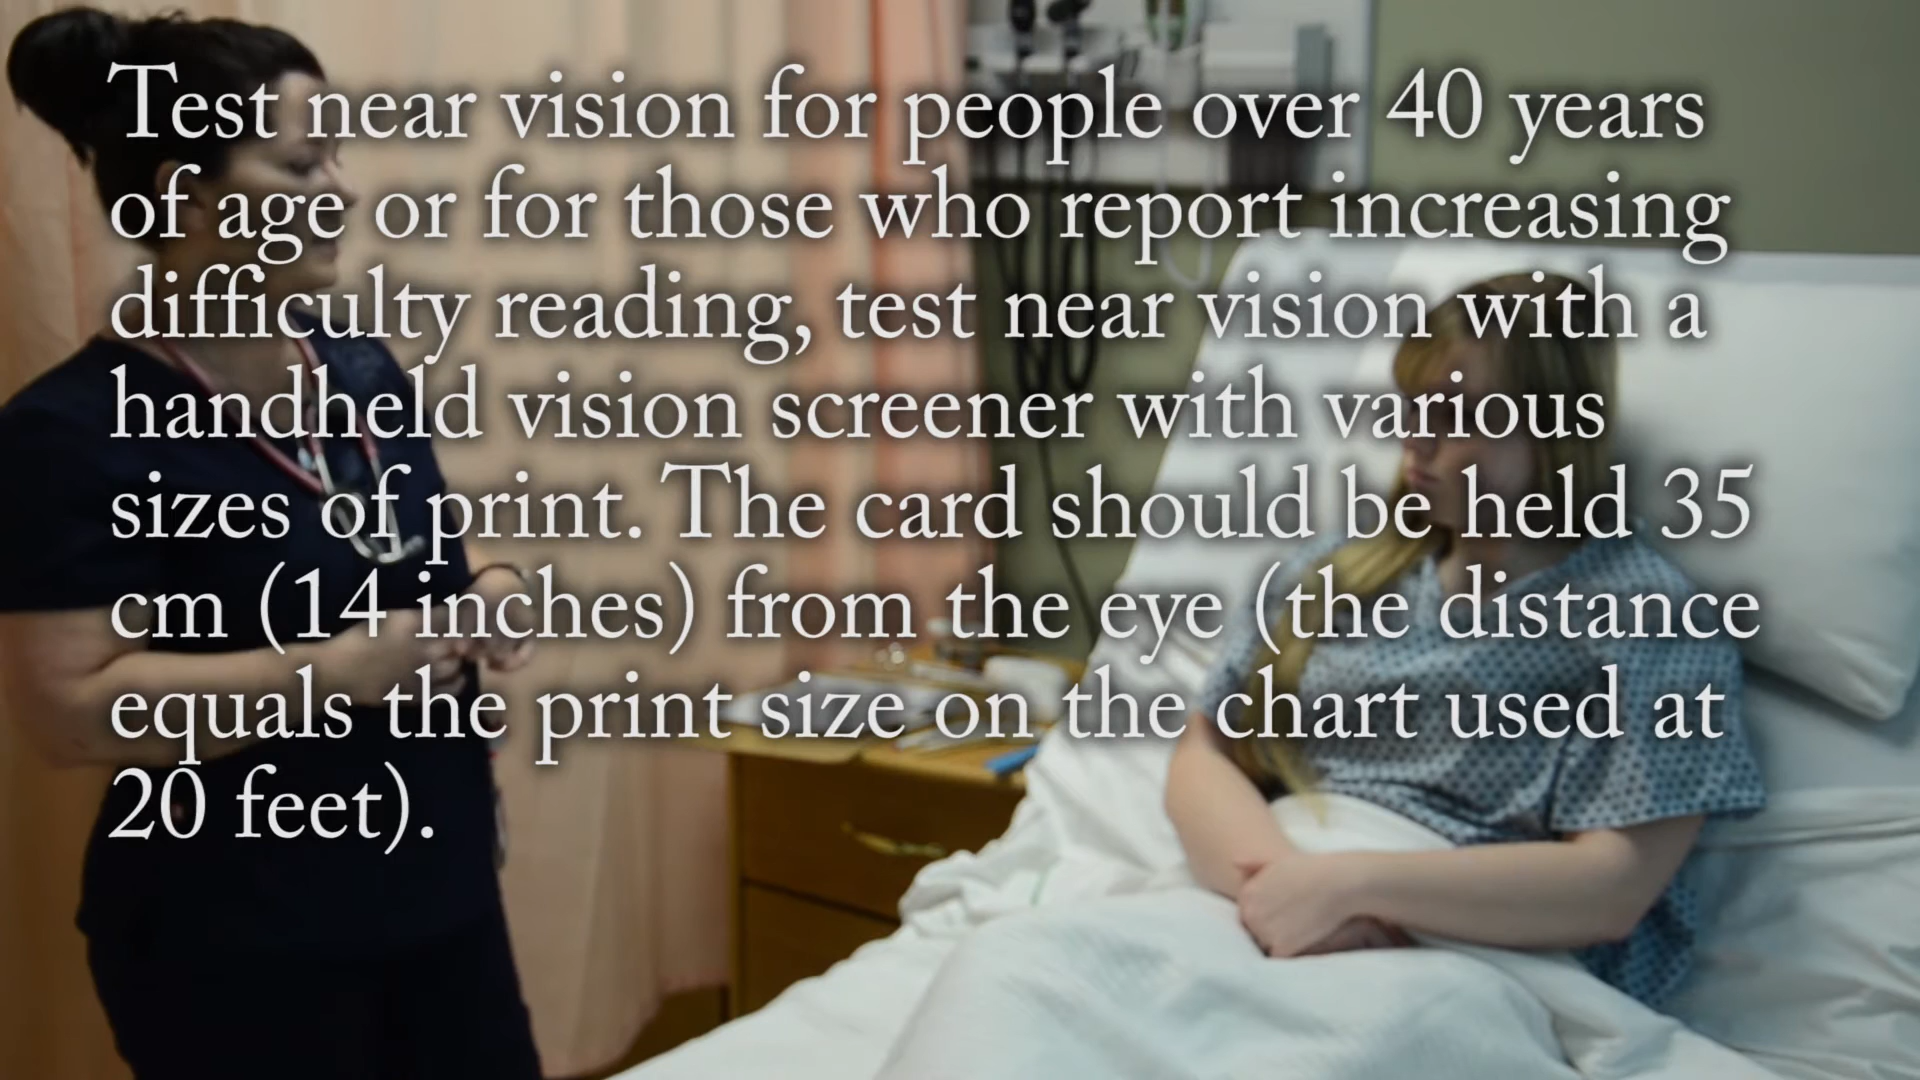 Test near vision for people over 40 years
of age or for those who report increasing
difficulty reading, test near vision with a
handheld vision screener with various
sizes of print. The card should be held 35
cm (14 inches) from the eye (the distance
equals the print size on the chart used at
20 feet).